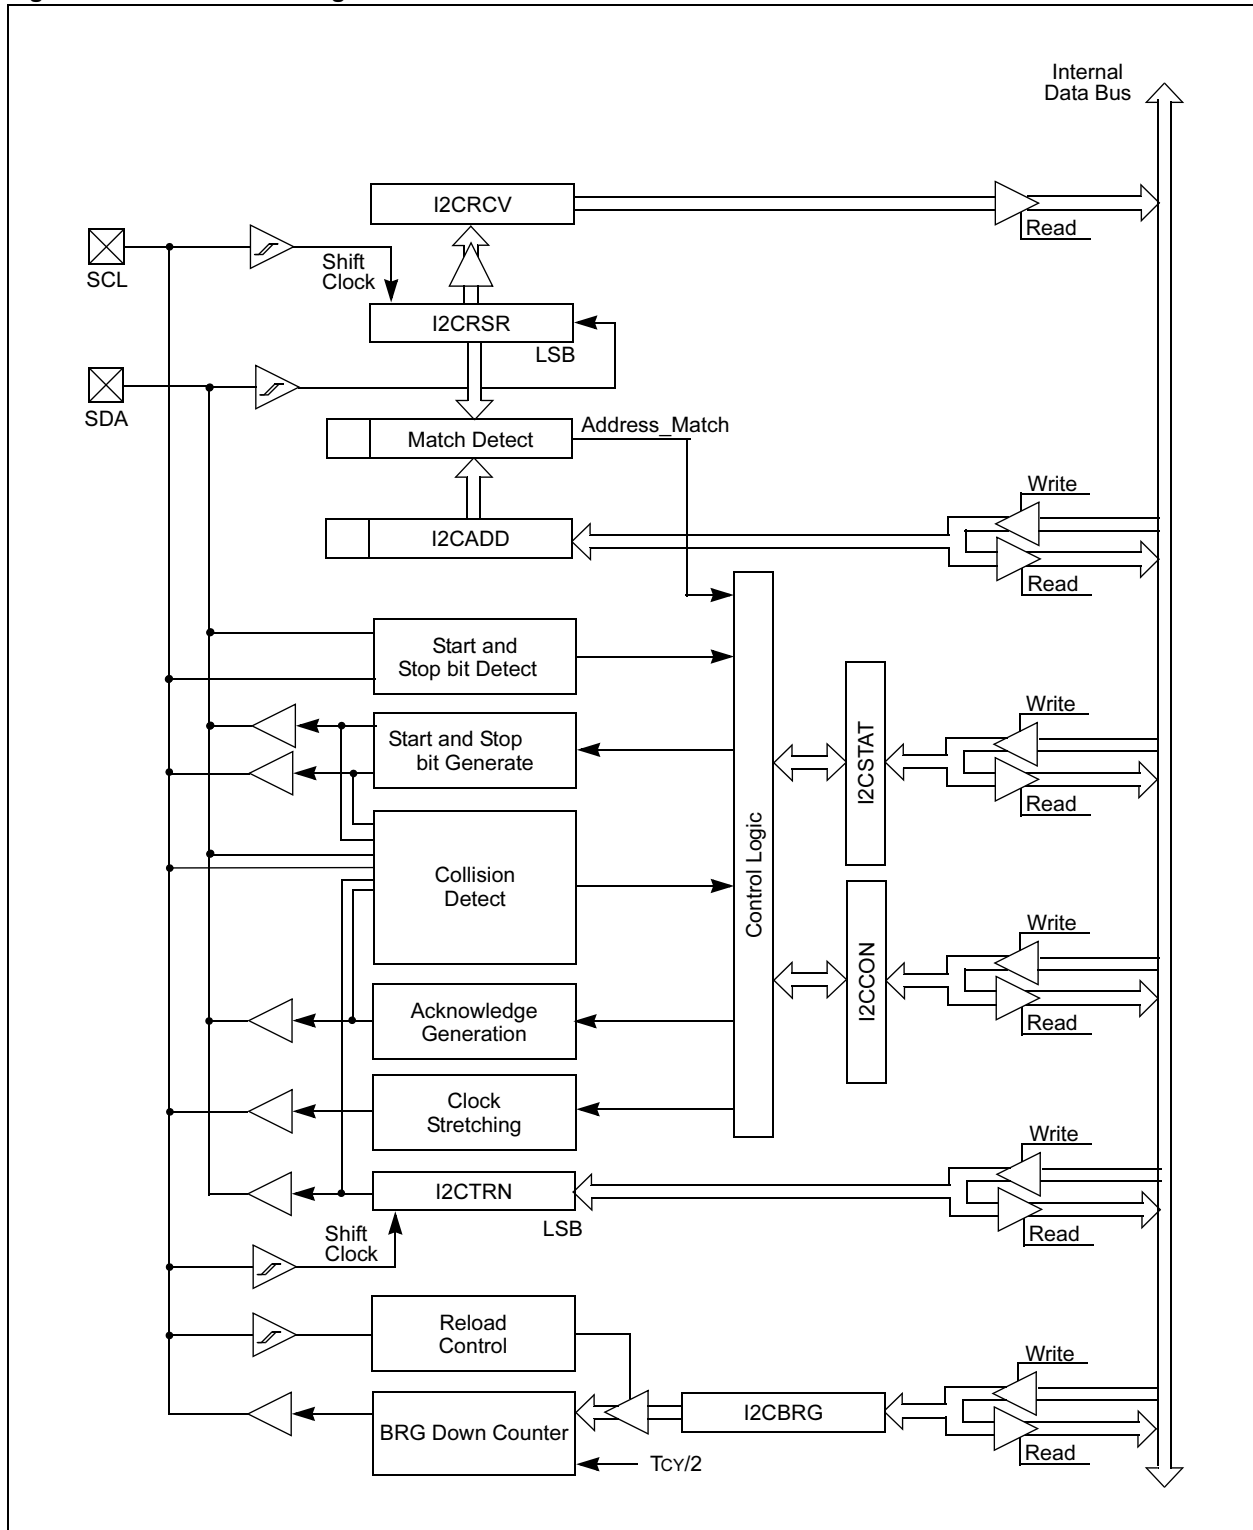 Internal
Data Bus
I2CRCV
Read
SCL
Shift
Clock
I2CRSR
LSB
SDA
Match Detect
Address_Match
Write
I2CADD
Read
Start and
Stop bit Detect
Write
Start and Stop
bit Generate
I2CSTAT
Read
Control Logic
Collision
Detect
Write
I2CCON
Read
Acknowledge
Generation
Clock
Stretching
Write
I2CTRN
LSB
Read
Shift
Clock
Reload
Control
Write
I2CBRG
BRG Down Counter
Read
TCY/2